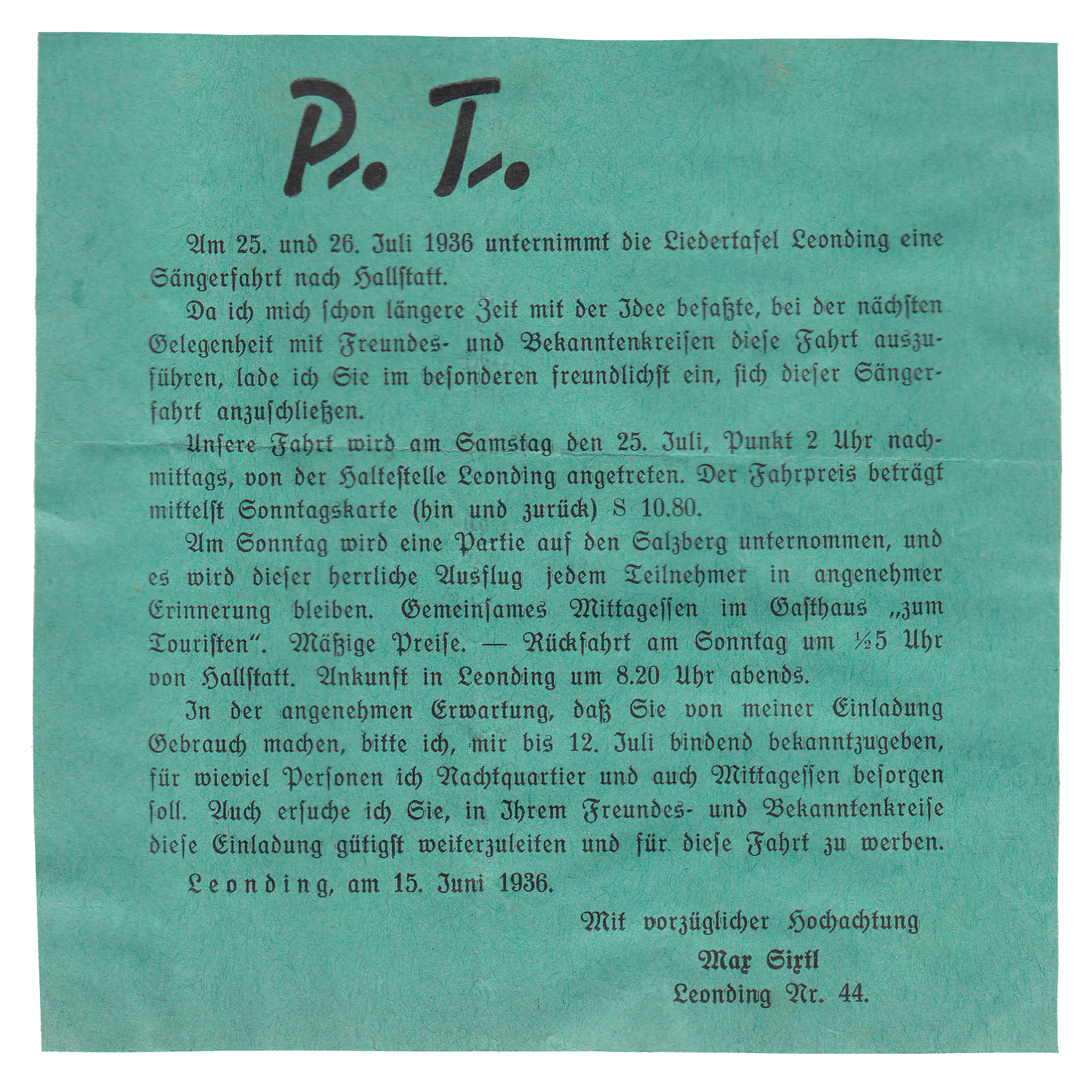 P. T.
Am 25. und 26. Juli 1936 unternimmt die Liedertafel Leonding eine
Sängerfahrt nach Hallstatt.
Da ich mich schon längere Zeit mit der Idee befaßte, bei der nächsten
Gelegenheit mit Freundes- und Bekanntenkreisen diese Fahrt auszu-
führen, lade ich Sie im besonderen freundlichst ein, sich dieser Sänger-
fahrt anzuschließen.
Unsere Fahrt wird am Samstag den 25. Juli, Punkt 2 Uhr nach-
mittags, von der Haltestelle Leonding angetreten. Der Fahrpreis beträgt
mittelst Sonntagskarte (hin und zurück) S 10.80.
Am Sonntag wird eine Partie auf den Salzberg unternommen, und
es wird dieser herrliche Ausflug jedem Teilnehmer in angenehmer
Erinnerung bleiben. Gemeinsames Mittagessen im Gasthaus „zum
Touristen“. Mäßige Preise. — Rückfahrt am Sonntag um ½5 Uhr
von Hallstatt. Ankunft in Leonding um 8.20 Uhr abends.
In der angenehmen Erwartung, daß Sie von meiner Einladung
Gebrauch machen, bitte ich, mir bis 12. Juli bindend bekanntzugeben,
für wieviel Personen ich Nachtquartier und auch Mittagessen besorgen
soll. Auch ersuche ich Sie, in Ihrem Freundes- und Bekanntenkreise
diese Einladung gütigst weiterzuleiten und für diese Fahrt zu werben.
Leonding, am 15. Juni 1936.
Mit vorzüglicher Hochachtung
Max Sixtl
Leonding Nr. 44.